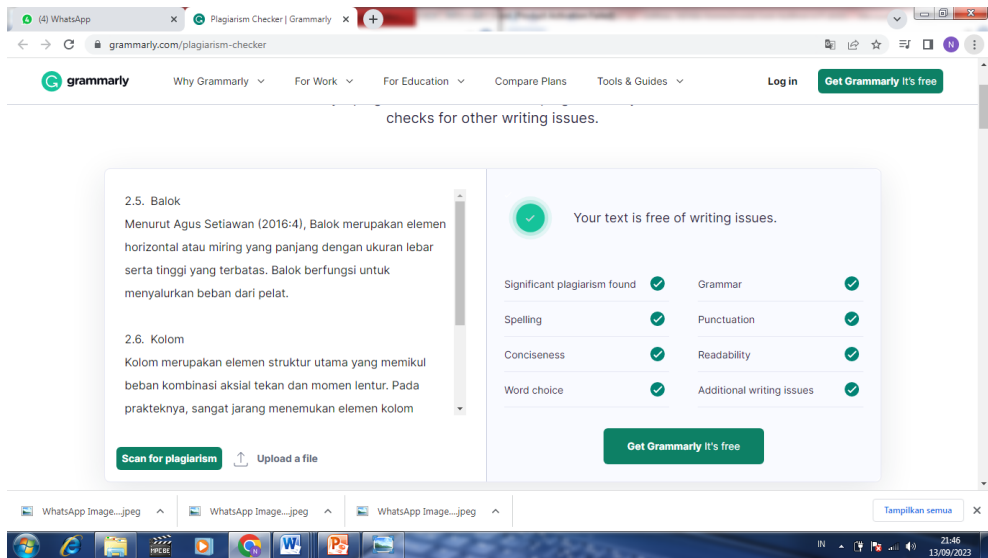 (4) WhatsApp
Plagiarism Checker | Grammarly
grammarly.com/plagiarism-checker
N
grammarly
Why Grammarly
For Work
For Education
Compare Plans
Tools & Guides
Log in
Get Grammarly It's free
checks for other writing issues.
2.5. Balok
Menurut Agus Setiawan (2016:4), Balok merupakan elemen
horizontal atau miring yang panjang dengan ukuran lebar
serta tinggi yang terbatas. Balok berfungsi untuk
menyalurkan beban dari pelat.
2.6. Kolom
Kolom merupakan elemen struktur utama yang memikul
beban kombinasi aksial tekan dan momen lentur. Pada
prakteknya, sangat jarang menemukan elemen kolom
Scan for plagiarism
Upload a file
Your text is free of writing issues.
Significant plagiarism found
Grammar
Spelling
Punctuation
Conciseness
Readability
Word choice
Additional writing issues
Get Grammarly It's free
WhatsApp Image....jpeg
WhatsApp Image....jpeg
WhatsApp Image....jpeg
Tampilkan semua
MPC-BE
IN
21:46
13/09/2023